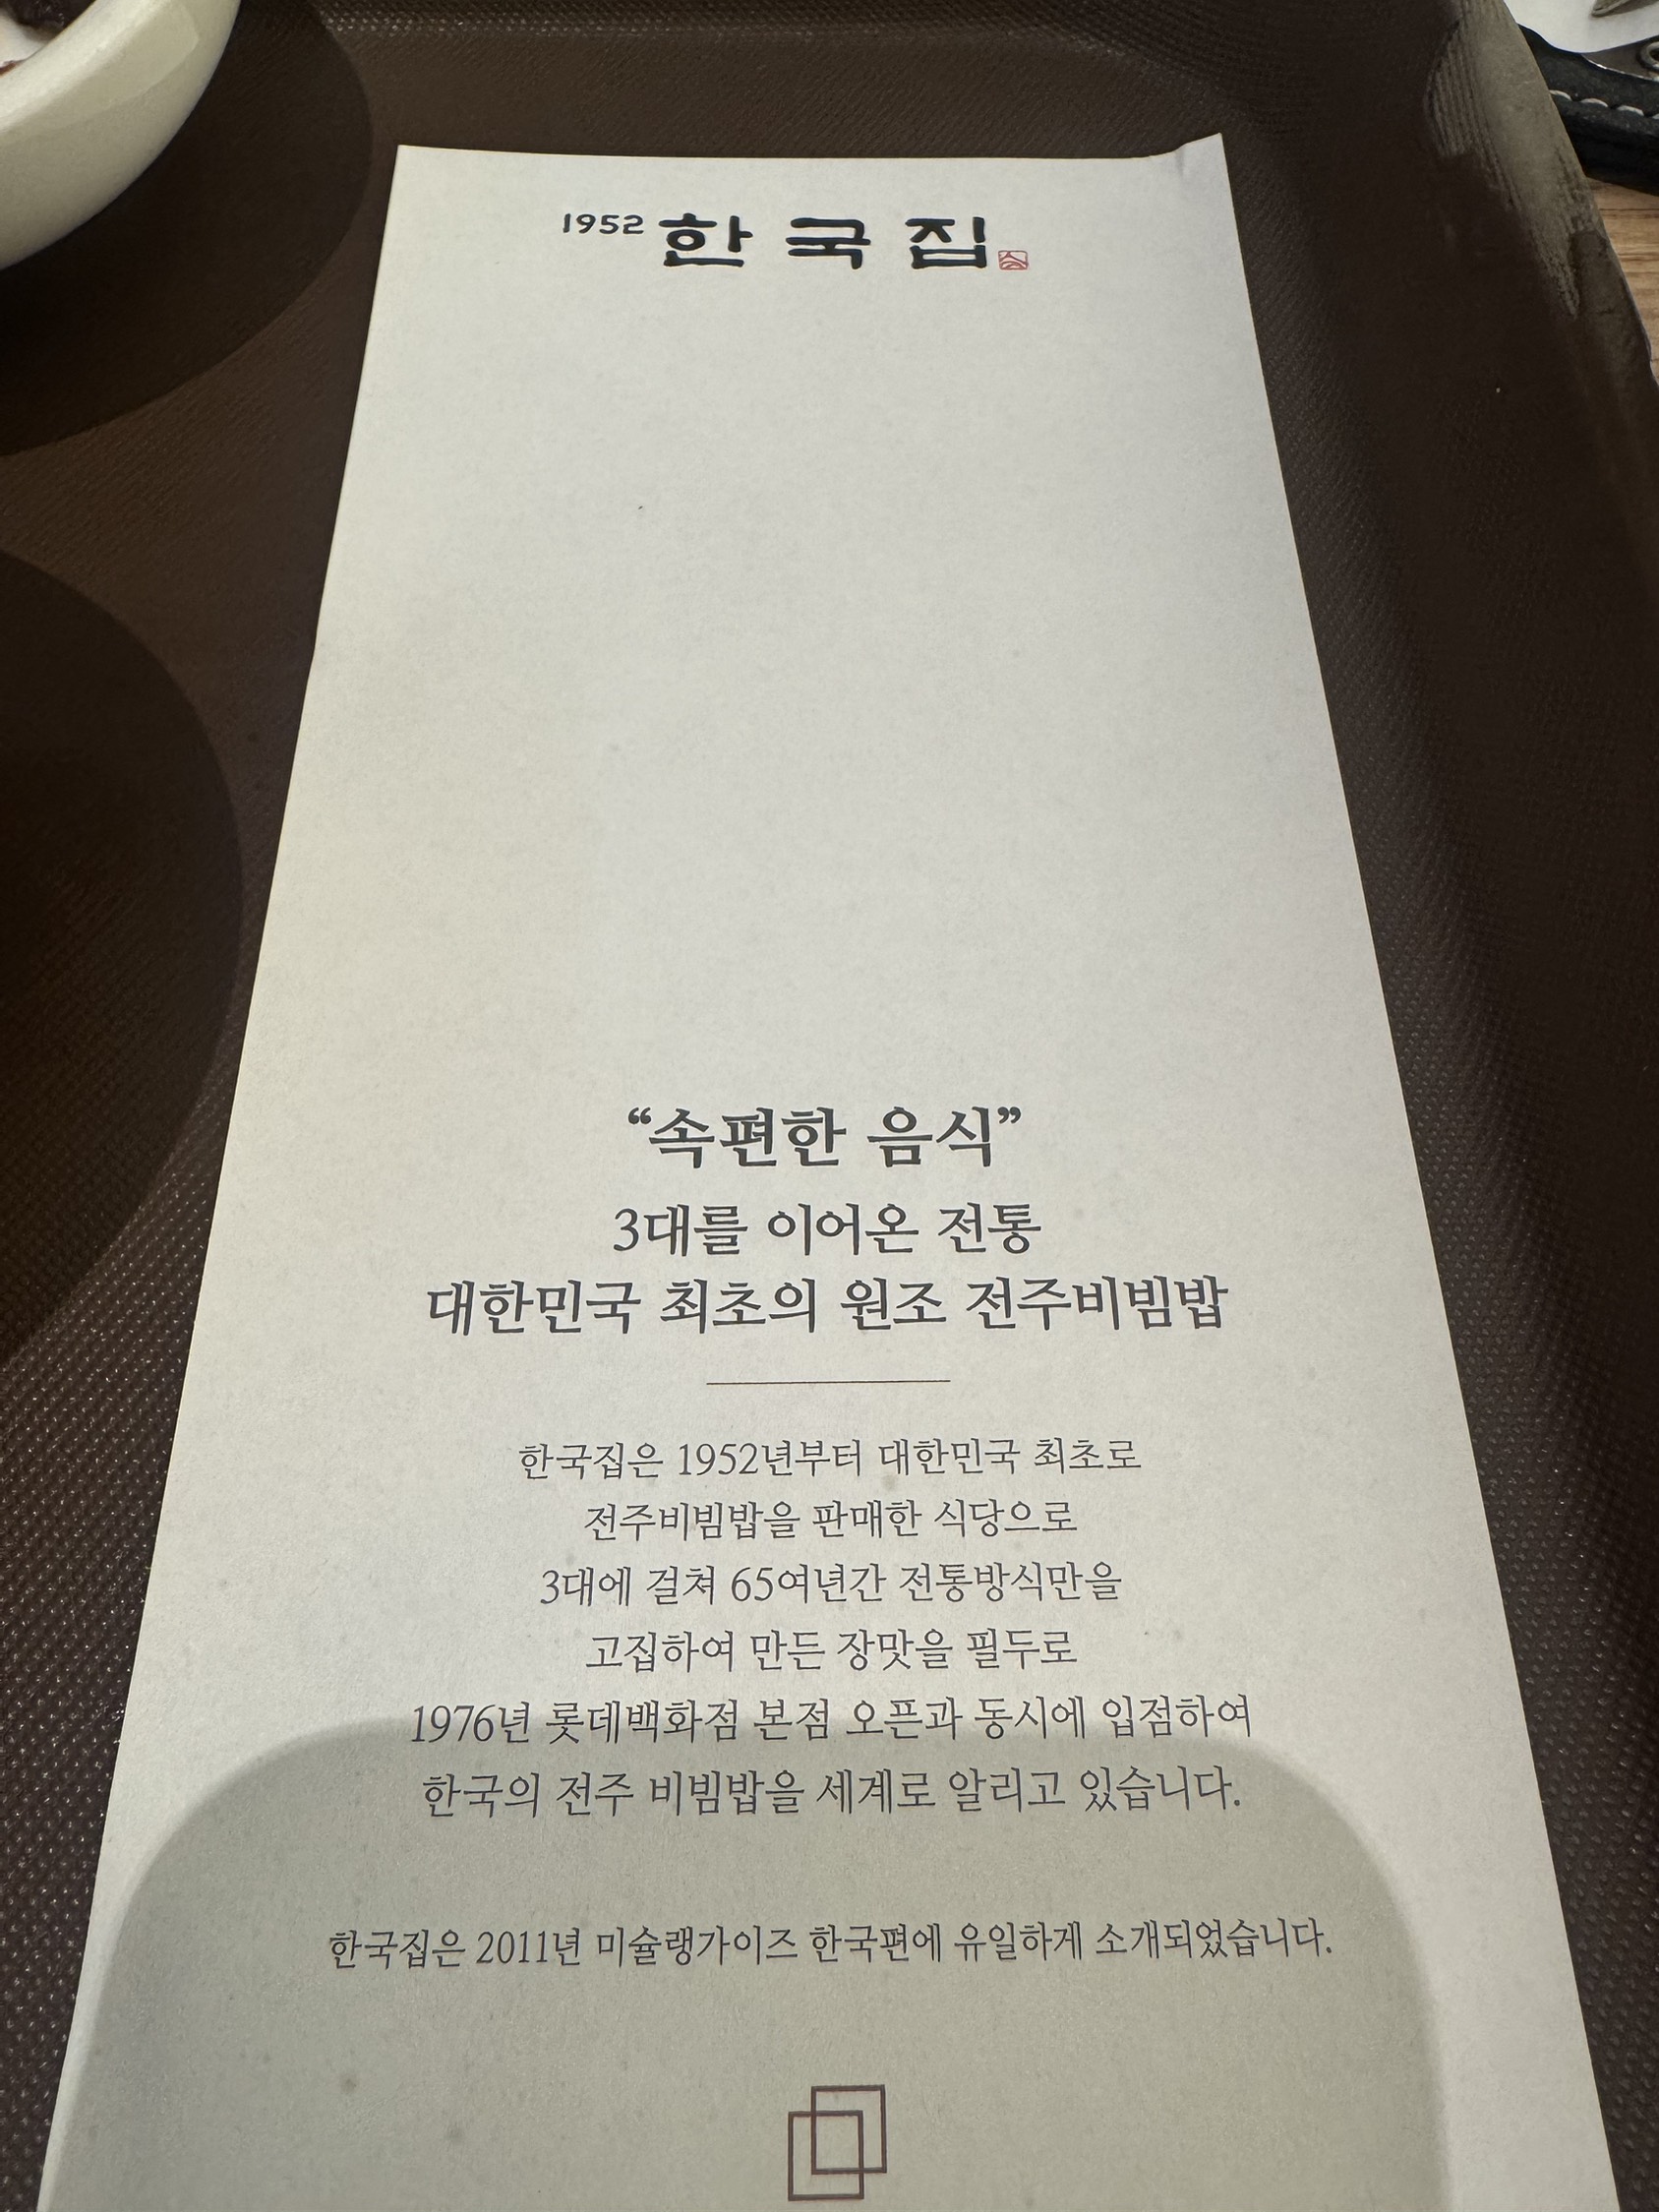 1952 한국집
“속편한 음식”
3대를 이어온 전통
대한민국 최초의 원조 전주비빔밥
한국집은 1952년부터 대한민국 최초로
전주비빔밥을 판매한 식당으로
3대에 걸쳐 65여년간 전통방식만을
고집하여 만든 장맛을 필두로
1976년 롯데백화점 본점 오픈과 동시에 입점하여
한국의 전주 비빔밥을 세계로 알리고 있습니다.
한국집은 2011년 미슐랭가이즈 한국편에 유일하게 소개되었습니다.